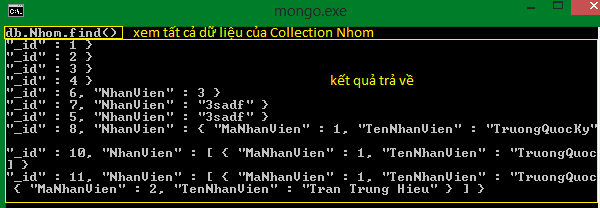 mongo.exe
db.Nhom.find() xem tất cả dữ liệu của Collection Nhom
"_id" : 1 }
"_id" : 2 }
"_id" : 3 }
"_id" : 4 }
kết quả trả về
"_id" : 6, "NhanVien" : 3 }
"_id" : 7, "NhanVien" : "3sadf" }
"_id" : 5, "NhanVien" : "3sadf" }
"_id" : 8, "NhanVien" : { "MaNhanVien" : 1, "TenNhanVien" : "TruongQuocKy"
"_id" : 10, "NhanVien" : [ { "MaNhanVien" : 1, "TenNhanVien" : "TruongQuoc
] }
"_id" : 11, "NhanVien" : [ { "MaNhanVien" : 1, "TenNhanVien" : "TruongQuoc
{ "MaNhanVien" : 2, "TenNhanVien" : "Tran Trung Hieu" } ] }